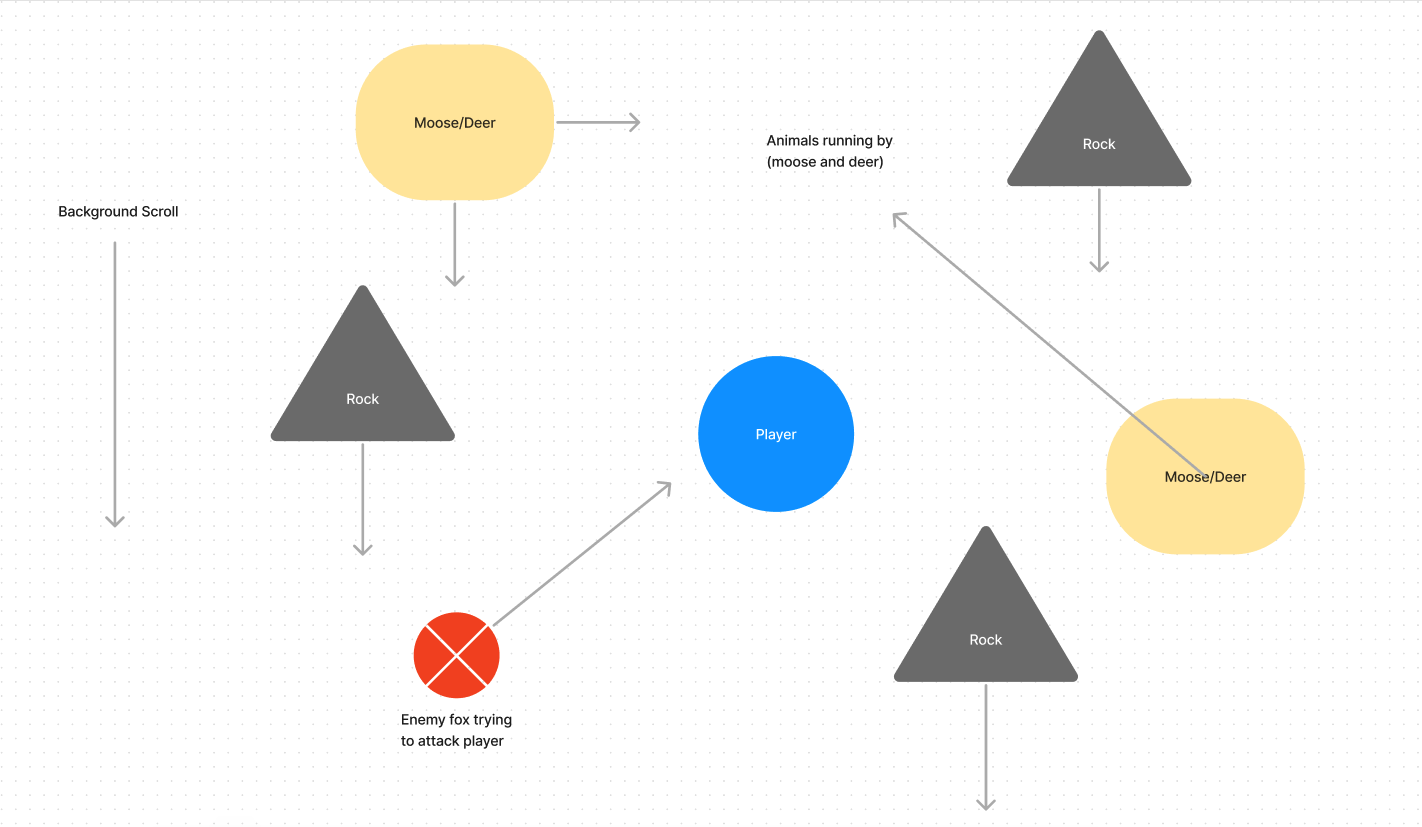 Moose/Deer
Animals running by
(moose and deer)
Rock
Background Scroll
Rock
Player
Moose/Deer
Rock
Enemy fox trying
to attack player